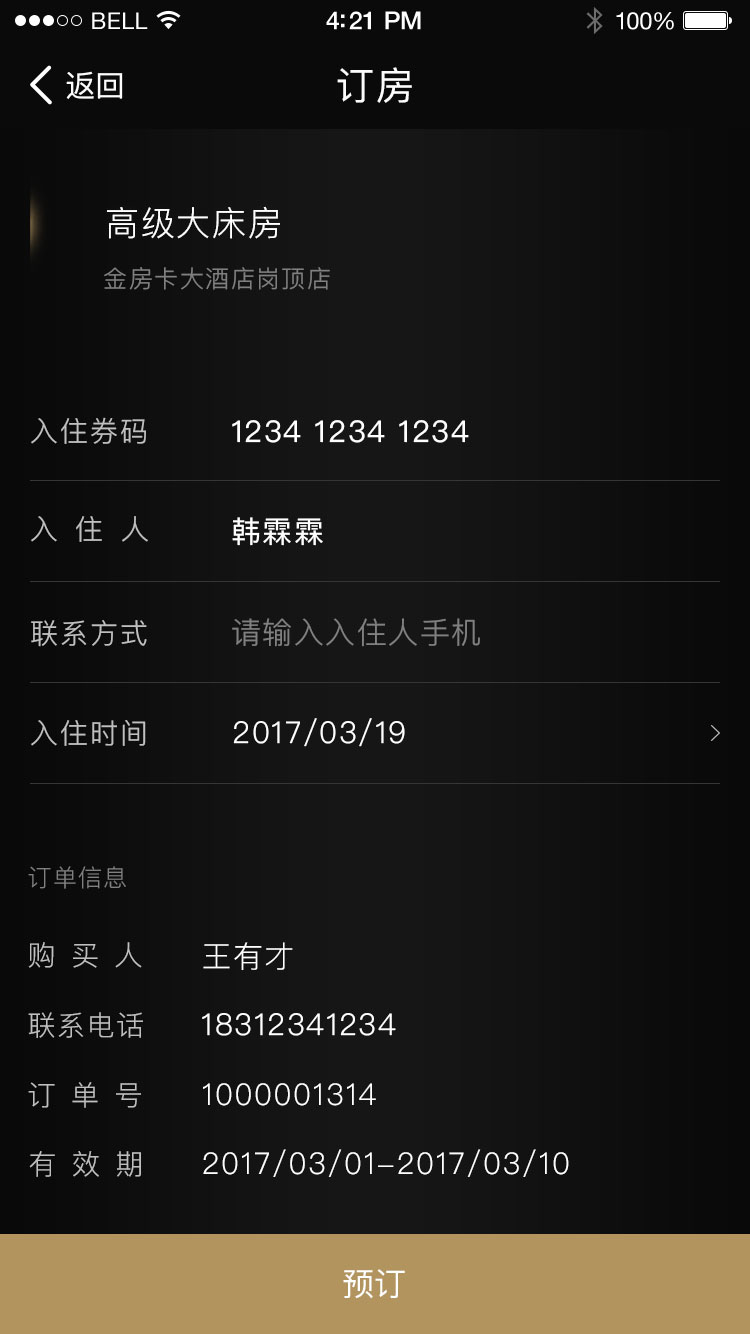 BELL 4:21 PM 100%
返回 订房
高级大床房
金房卡大酒店岗顶店
入住券码 1234 1234 1234
入住人 韩霖霖
联系方式 请输入入住人手机
入住时间 2017/03/19
订单信息
购买人 王有才
联系电话 18312341234
订单号 1000001314
有效期 2017/03/01-2017/03/10
预订